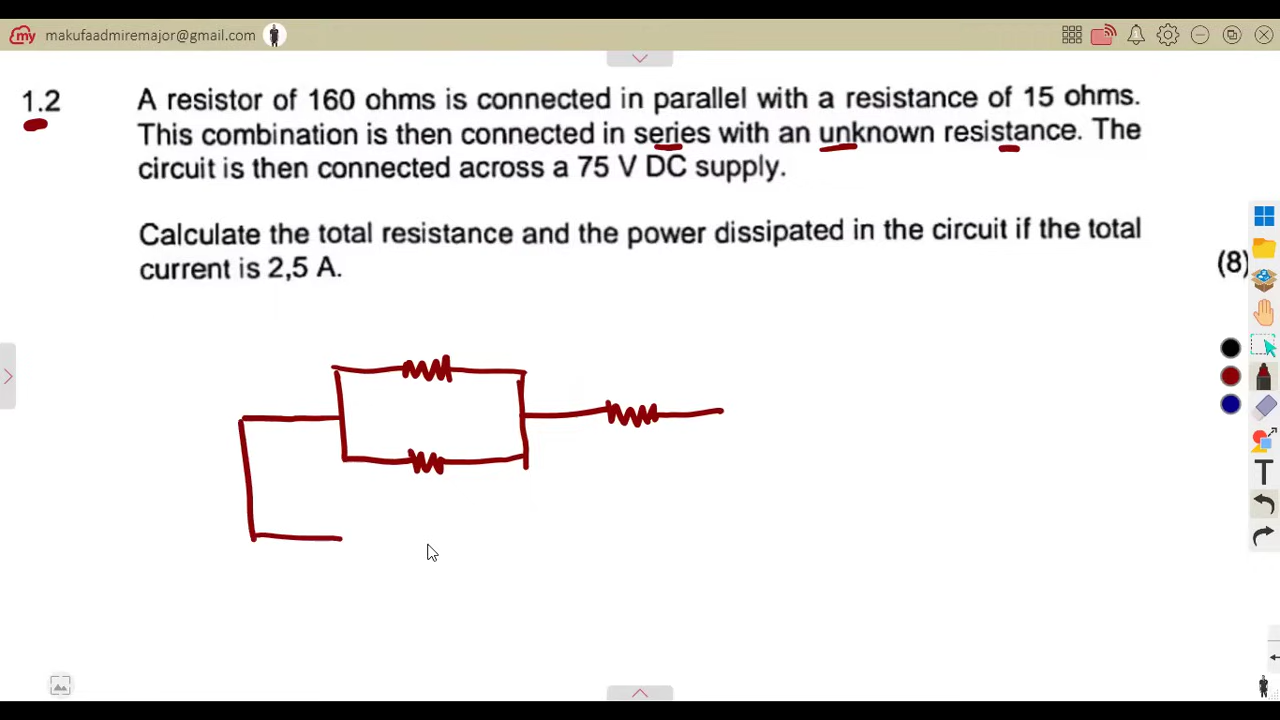 my makufaadmiremajor@gmail.com
1.2 A resistor of 160 ohms is connected in parallel with a resistance of 15 ohms.
This combination is then connected in series with an unknown resistance. The
circuit is then connected across a 75 V DC supply.
Calculate the total resistance and the power dissipated in the circuit if the total
current is 2,5 A.
(8)
T